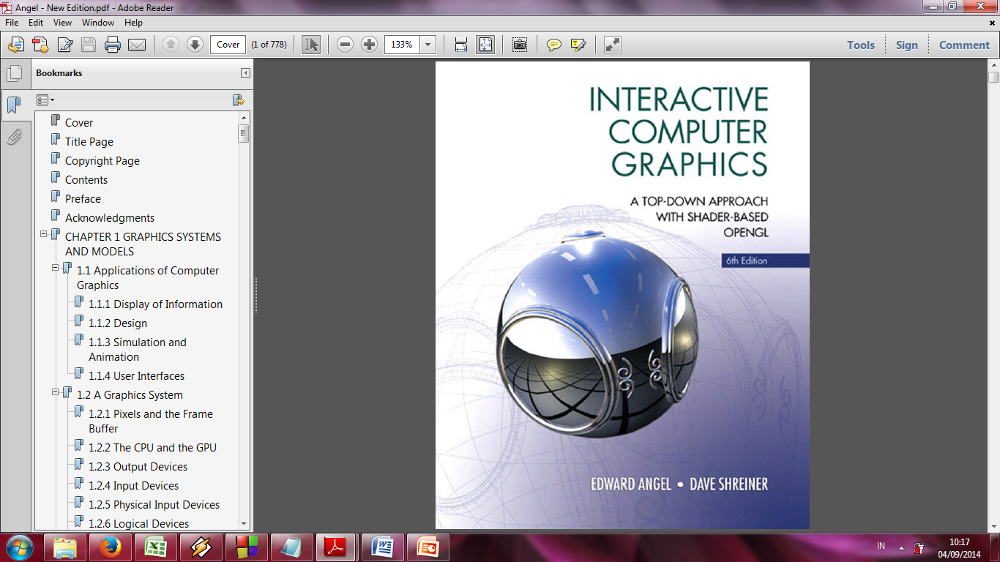 Angel - New Edition.pdf - Adobe Reader
File Edit View Window Help
Cover (1 of 778) 133% Tools Sign Comment
Bookmarks
Cover
Title Page
Copyright Page
Contents
Preface
Acknowledgments
CHAPTER 1 GRAPHICS SYSTEMS
AND MODELS
1.1 Applications of Computer
Graphics
1.1.1 Display of Information
1.1.2 Design
1.1.3 Simulation and
Animation
1.1.4 User Interfaces
1.2 A Graphics System
1.2.1 Pixels and the Frame
Buffer
1.2.2 The CPU and the GPU
1.2.3 Output Devices
1.2.4 Input Devices
1.2.5 Physical Input Devices
1.2.6 Logical Devices
INTERACTIVE
COMPUTER
GRAPHICS
A TOP-DOWN APPROACH
WITH SHADER-BASED
OPENGL
6th Edition
EDWARD ANGEL • DAVE SHREINER
IN
10:17
04/09/2014